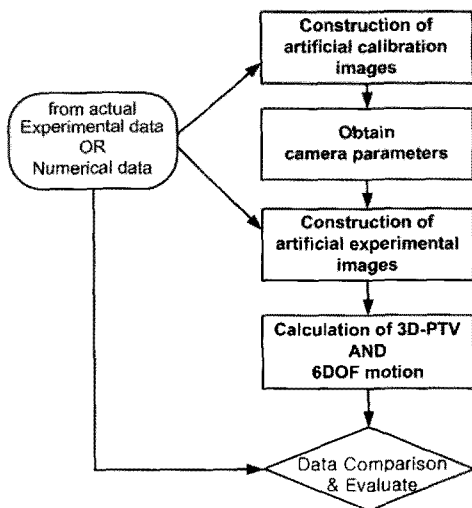 Construction of
artificial calibration
images
from actual
Experimental data
OR
Numerical data
Obtain
camera parameters
Construction of
artificial experimental
images
Calculation of 3D-PTV
AND
6DOF motion
Data Comparison
& Evaluate